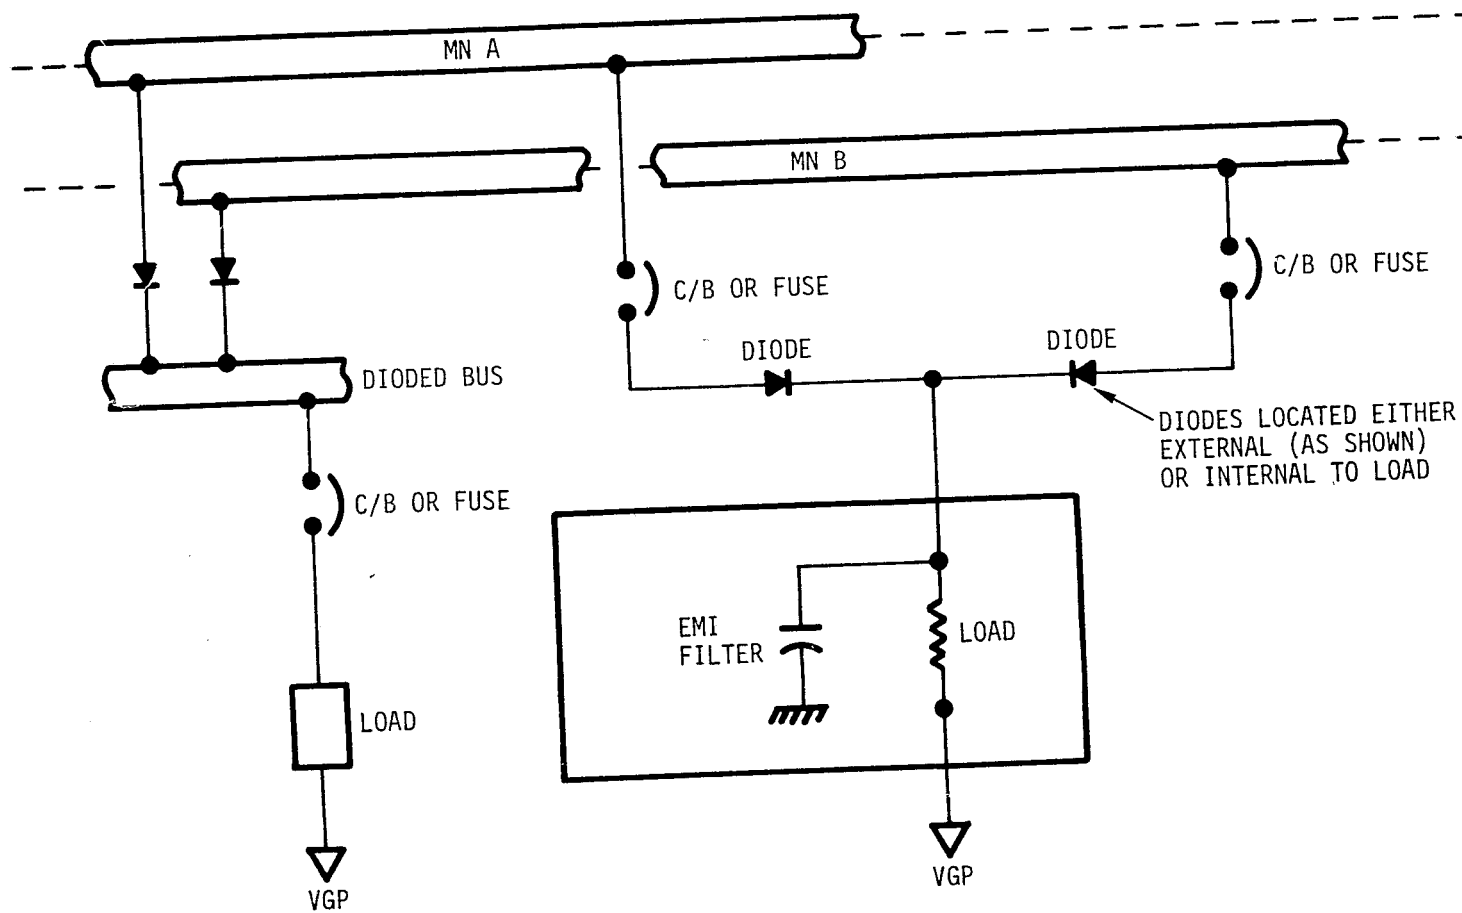 MN A
MN B
C/B OR FUSE
C/B OR FUSE
DIODE
DIODE
DIODED BUS
DIODES LOCATED EITHER
EXTERNAL (AS SHOWN)
OR INTERNAL TO LOAD
C/B OR FUSE
EMI
FILTER
LOAD
LOAD
VGP
VGP